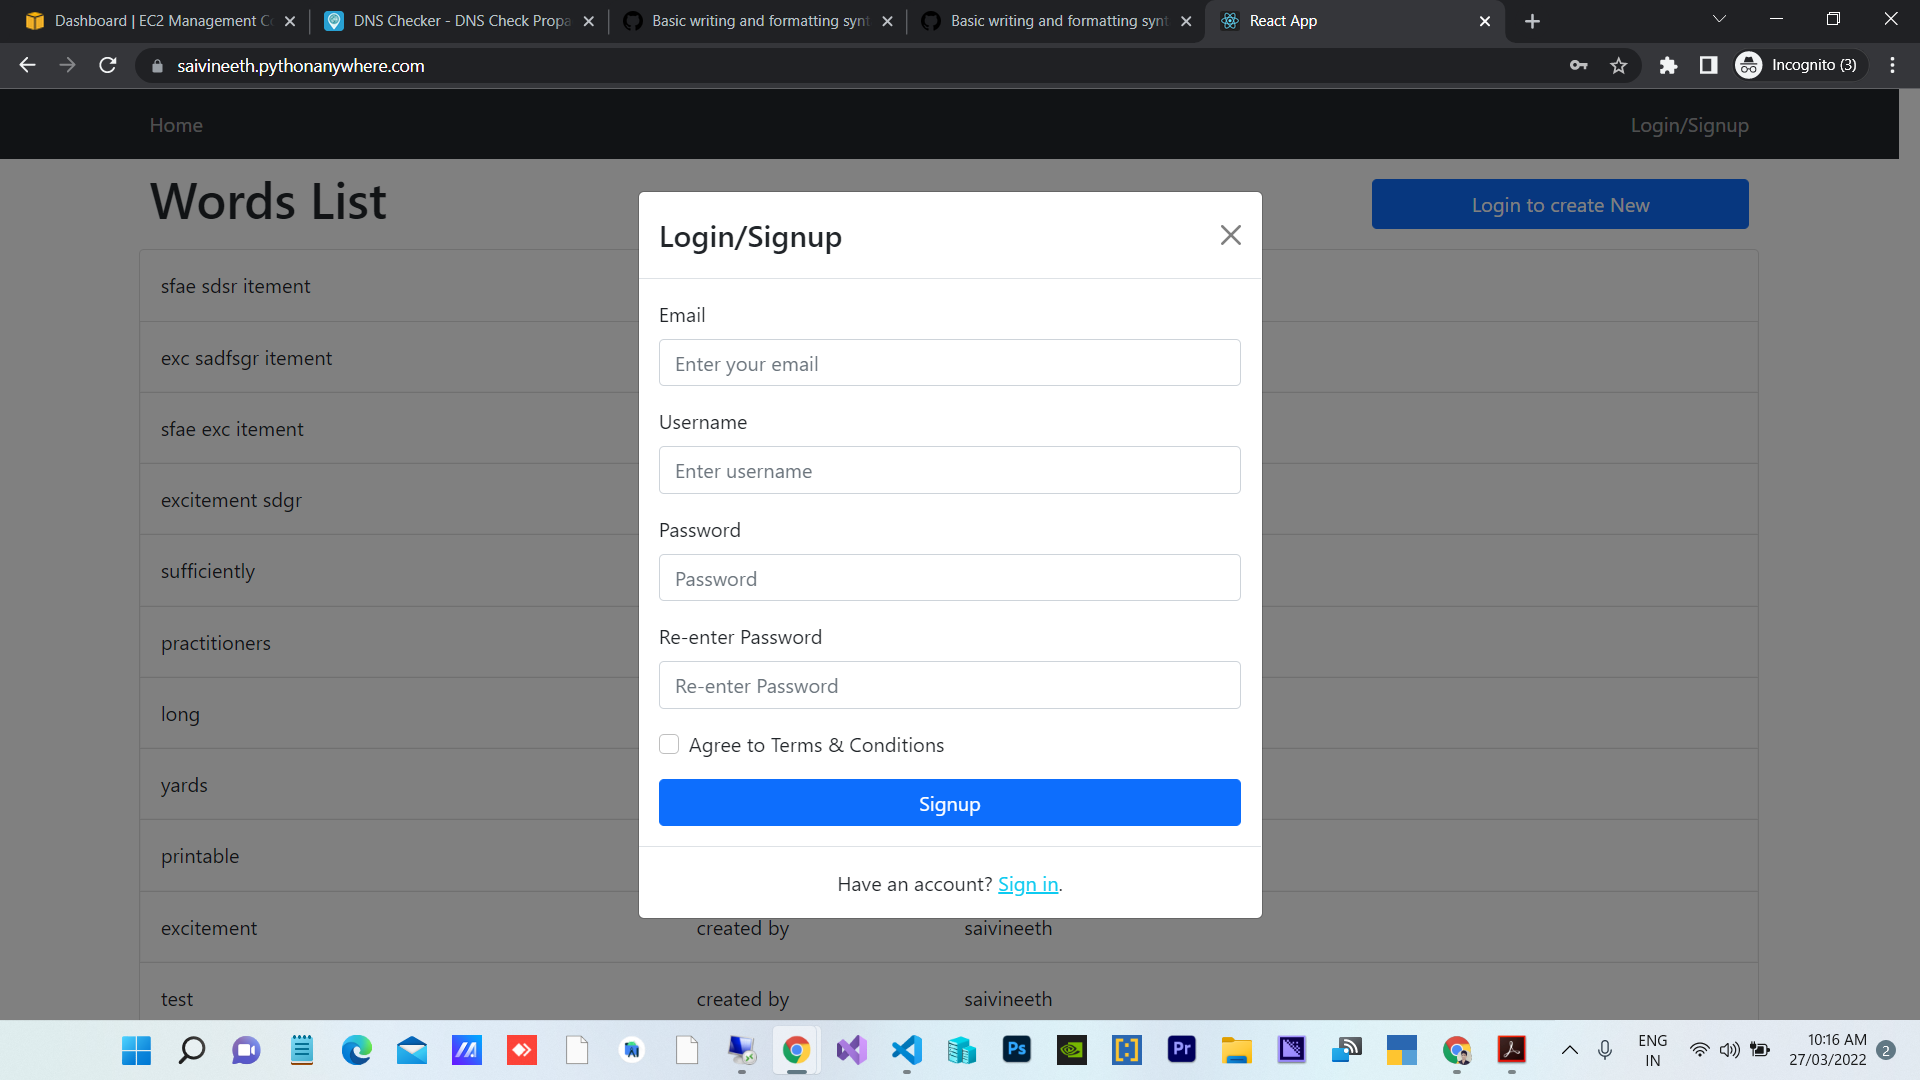 Dashboard | EC2 Management Co
DNS Checker - DNS Check Propa
Basic writing and formatting synt
Basic writing and formatting synt
React App
saivineeth.pythonanywhere.com
Incognito (3)
Home
Login/Signup
Words List
Login to create New
Login/Signup
sfae sdsr itement
exc sadfsgr itement
sfae exc itement
excitement sdgr
sufficiently
practitioners
long
yards
printable
excitement created by saivineeth
test created by saivineeth
Email
Enter your email
Username
Enter username
Password
Password
Re-enter Password
Re-enter Password
Agree to Terms & Conditions
Signup
Have an account? Sign in.
Ps
Pr
ENG
IN
10:16 AM
27/03/2022
2